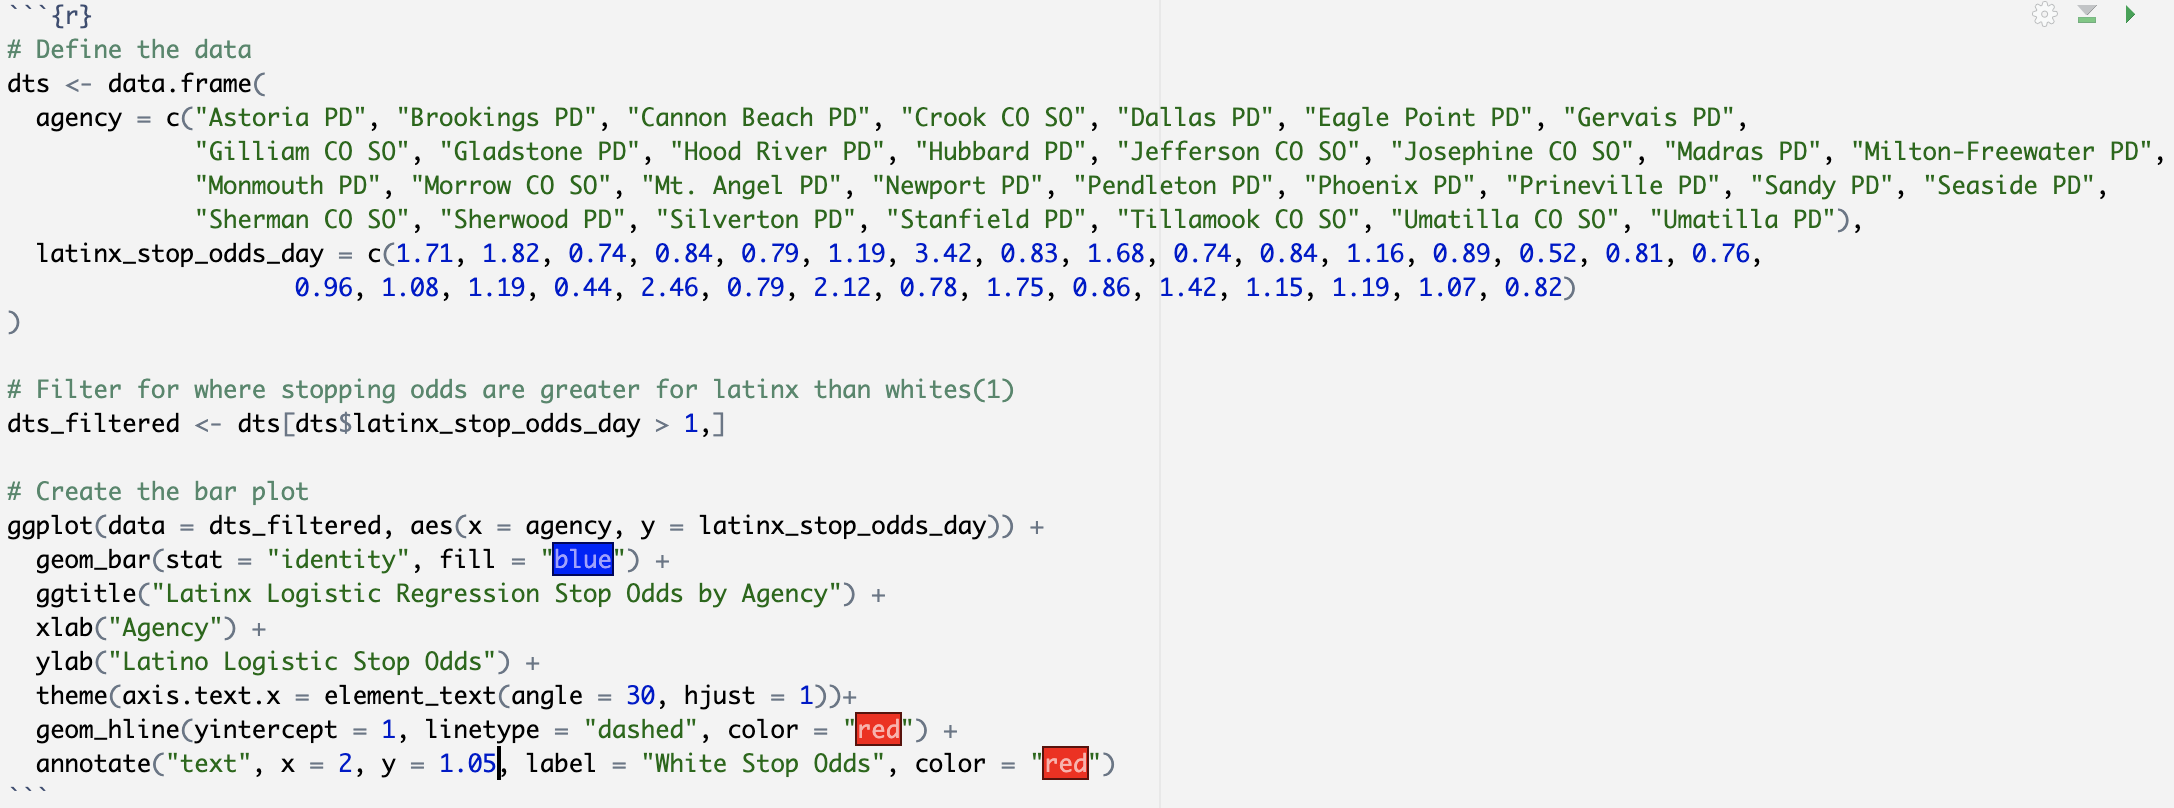 ```{r}
# Define the data
dts <- data.frame(
  agency = c("Astoria PD", "Brookings PD", "Cannon Beach PD", "Crook CO SO", "Dallas PD", "Eagle Point PD", "Gervais PD",
             "Gilliam CO SO", "Gladstone PD", "Hood River PD", "Hubbard PD", "Jefferson CO SO", "Josephine CO SO", "Madras PD", "Milton-Freewater PD",
             "Monmouth PD", "Morrow CO SO", "Mt. Angel PD", "Newport PD", "Pendleton PD", "Phoenix PD", "Prineville PD", "Sandy PD", "Seaside PD",
             "Sherman CO SO", "Sherwood PD", "Silverton PD", "Stanfield PD", "Tillamook CO SO", "Umatilla CO SO", "Umatilla PD"),
  latinx_stop_odds_day = c(1.71, 1.82, 0.74, 0.84, 0.79, 1.19, 3.42, 0.83, 1.68, 0.74, 0.84, 1.16, 0.89, 0.52, 0.81, 0.76,
                    0.96, 1.08, 1.19, 0.44, 2.46, 0.79, 2.12, 0.78, 1.75, 0.86, 1.42, 1.15, 1.19, 1.07, 0.82)
)
# Filter for where stopping odds are greater for latinx than whites(1)
dts_filtered <- dts[dts$latinx_stop_odds_day > 1,]
# Create the bar plot
ggplot(data = dts_filtered, aes(x = agency, y = latinx_stop_odds_day)) +
  geom_bar(stat = "identity", fill = "blue") +
  ggtitle("Latinx Logistic Regression Stop Odds by Agency") +
  xlab("Agency") +
  ylab("Latino Logistic Stop Odds") +
  theme(axis.text.x = element_text(angle = 30, hjust = 1))+
  geom_hline(yintercept = 1, linetype = "dashed", color = "red") +
  annotate("text", x = 2, y = 1.05, label = "White Stop Odds", color = "red")
```